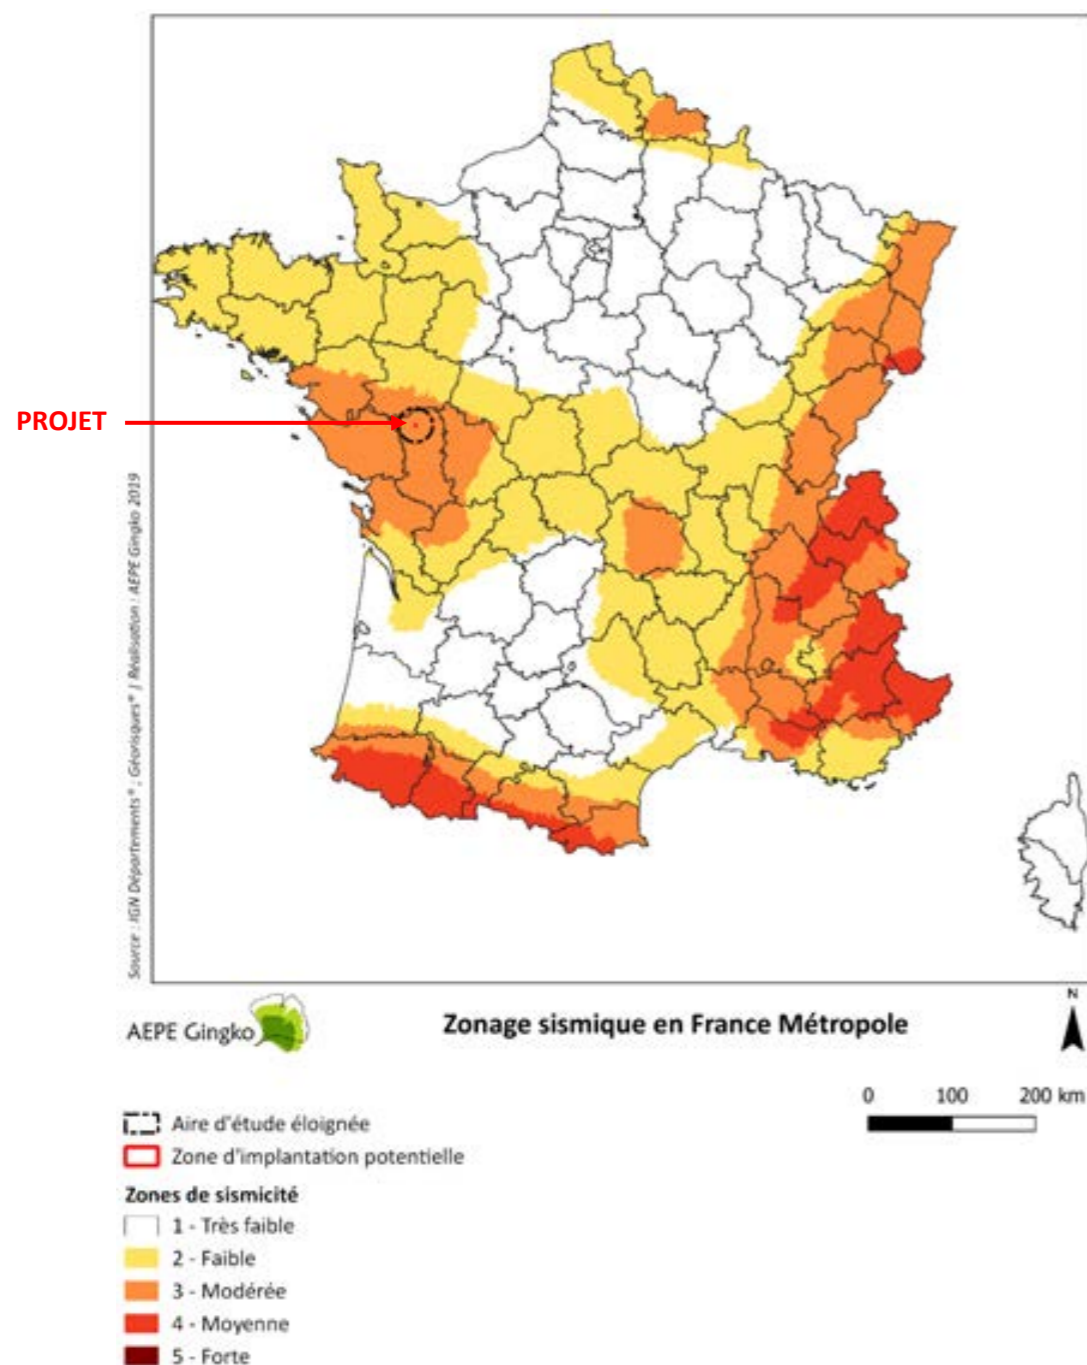 PROJET
Source : IGN Départements® ; Géorisques® | Réalisation : AEPE Gingko 2019
AEPE Gingko
Zonage sismique en France Métropole
N
0 100 200 km
Aire d'étude éloignée
Zone d'implantation potentielle
Zones de sismicité
1 - Très faible
2 - Faible
3 - Modérée
4 - Moyenne
5 - Forte